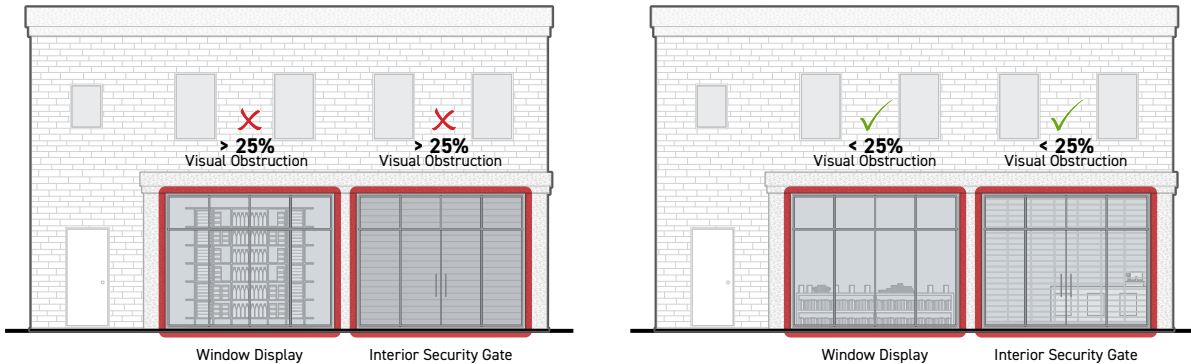 > 25%
Visual Obstruction
> 25%
Visual Obstruction
Window Display
Interior Security Gate
< 25%
Visual Obstruction
< 25%
Visual Obstruction
Window Display
Interior Security Gate